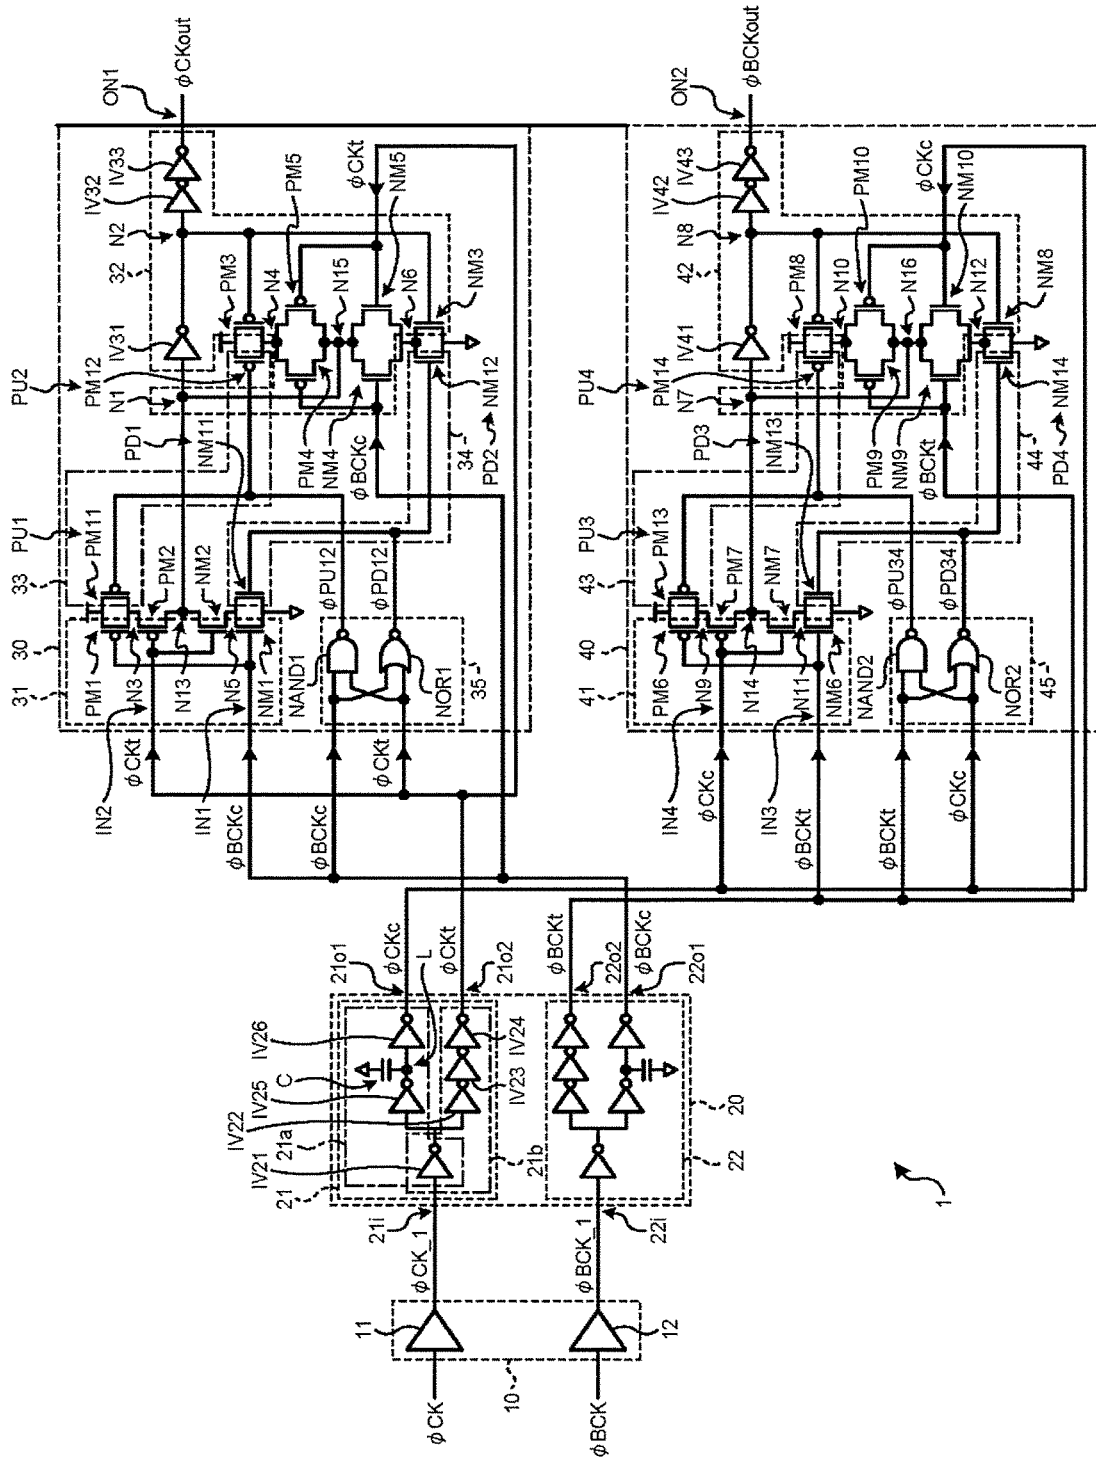 φCK
φBCK
10
11
12
φCK_1
φBCK_1
21i
22i
1
21
IV21
21a
IV22
IV25
C
IV26
21b
IV23
IV24
L
22
20
21o1
φCKc
φCKt
21o2
φBCKt
22o2
φBCKc
22o1
IN2
φCKt
IN1
φBCKc
φBCKc
φCKt
31
30
33
PU1
PM1
PM11
N3
PM2
N13
NM2
N5
NM1
NAND1
NOR1
35
φPU12
φPD12
PD1
NM11
PU2
PM12
N1
IV31
32
N2
PM3
N4
PM5
PM4
NM4
φBCKc
34
PD2
NM12
N15
N6
NM3
NM5
φCKt
IV32
IV33
ON1
φCKout
IN4
φCKc
IN3
φBCKt
φBCKt
φCKc
41
40
43
PU3
PM6
PM13
N9
PM7
N14
NM7
N11
NM6
NAND2
NOR2
45
φPU34
φPD34
PD3
NM13
PU4
PM14
N7
IV41
42
N8
PM8
N10
PM10
PM9
NM9
φBCKt
44
PD4
NM14
N16
N12
NM8
NM10
φCKc
IV42
IV43
ON2
φBCKout